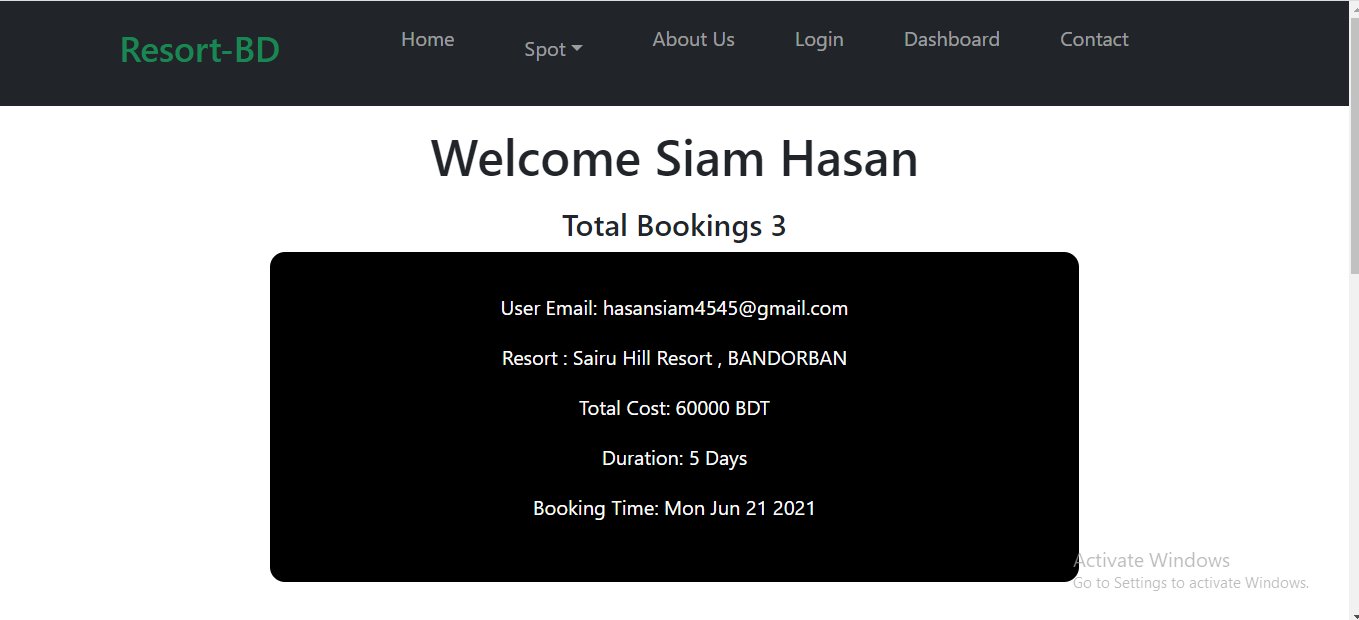 Resort-BD
Home
Spot
About Us
Login
Dashboard
Contact
Welcome Siam Hasan
Total Bookings 3
User Email: hasansiam4545@gmail.com
Resort : Sairu Hill Resort , BANDORBAN
Total Cost: 60000 BDT
Duration: 5 Days
Booking Time: Mon Jun 21 2021
Activate Windows
Go to Settings to activate Windows.